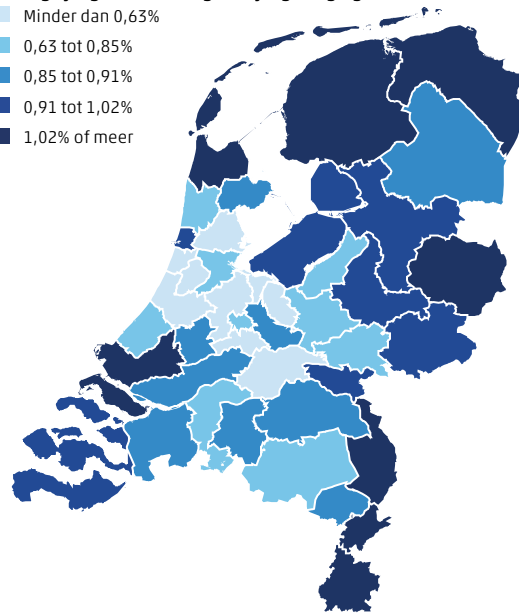 Minder dan 0,63%
0,63 tot 0,85%
0,85 tot 0,91%
0,91 tot 1,02%
1,02% of meer